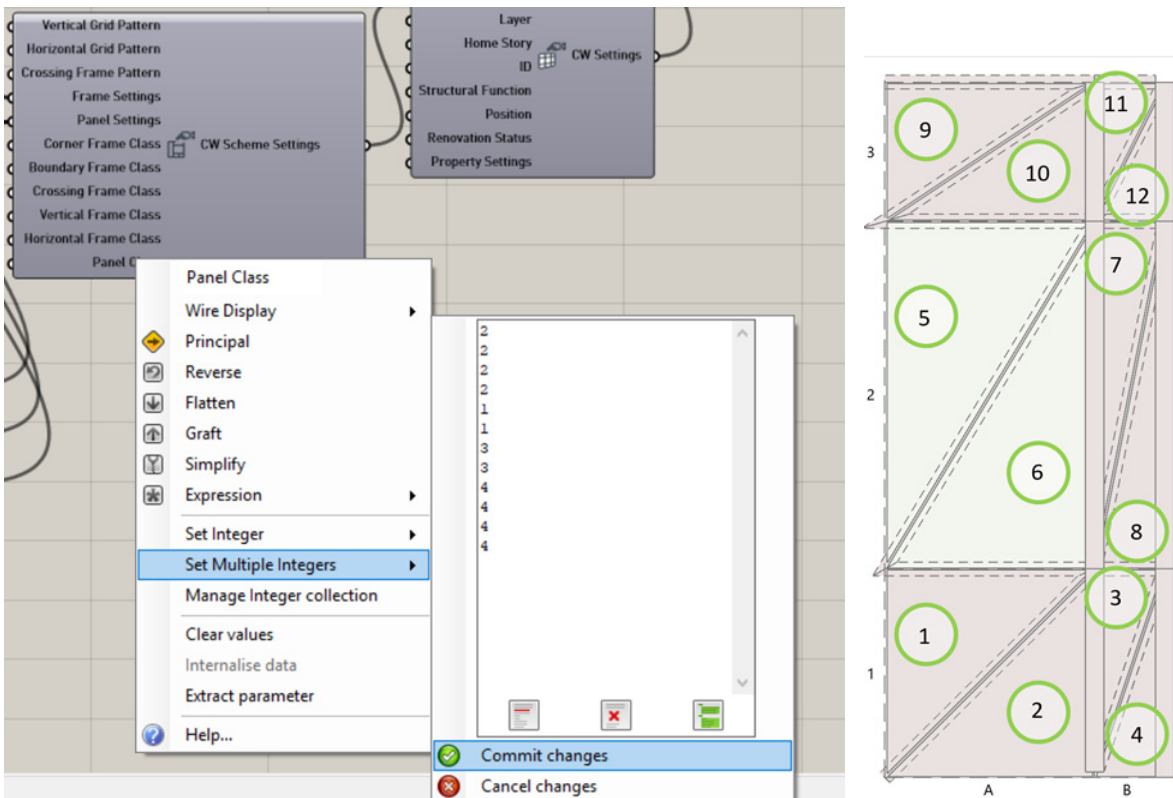 Vertical Grid Pattern
Horizontal Grid Pattern
Crossing Frame Pattern
Frame Settings
Panel Settings
Corner Frame Class
CW Scheme Settings
Boundary Frame Class
Crossing Frame Class
Vertical Frame Class
Horizontal Frame Class
Panel C
Layer
Home Story
CW Settings
ID
Structural Function
Position
Renovation Status
Property Settings
Panel Class
Wire Display
Principal
Reverse
Flatten
Graft
Simplify
Expression
Set Integer
Set Multiple Integers
Manage Integer collection
Clear values
Internalise data
Extract parameter
Help...
2
2
2
2
1
1
3
3
4
4
4
4
Commit changes
Cancel changes
11
9
3
10
12
7
5
2
6
8
3
1
1
2
4
A B